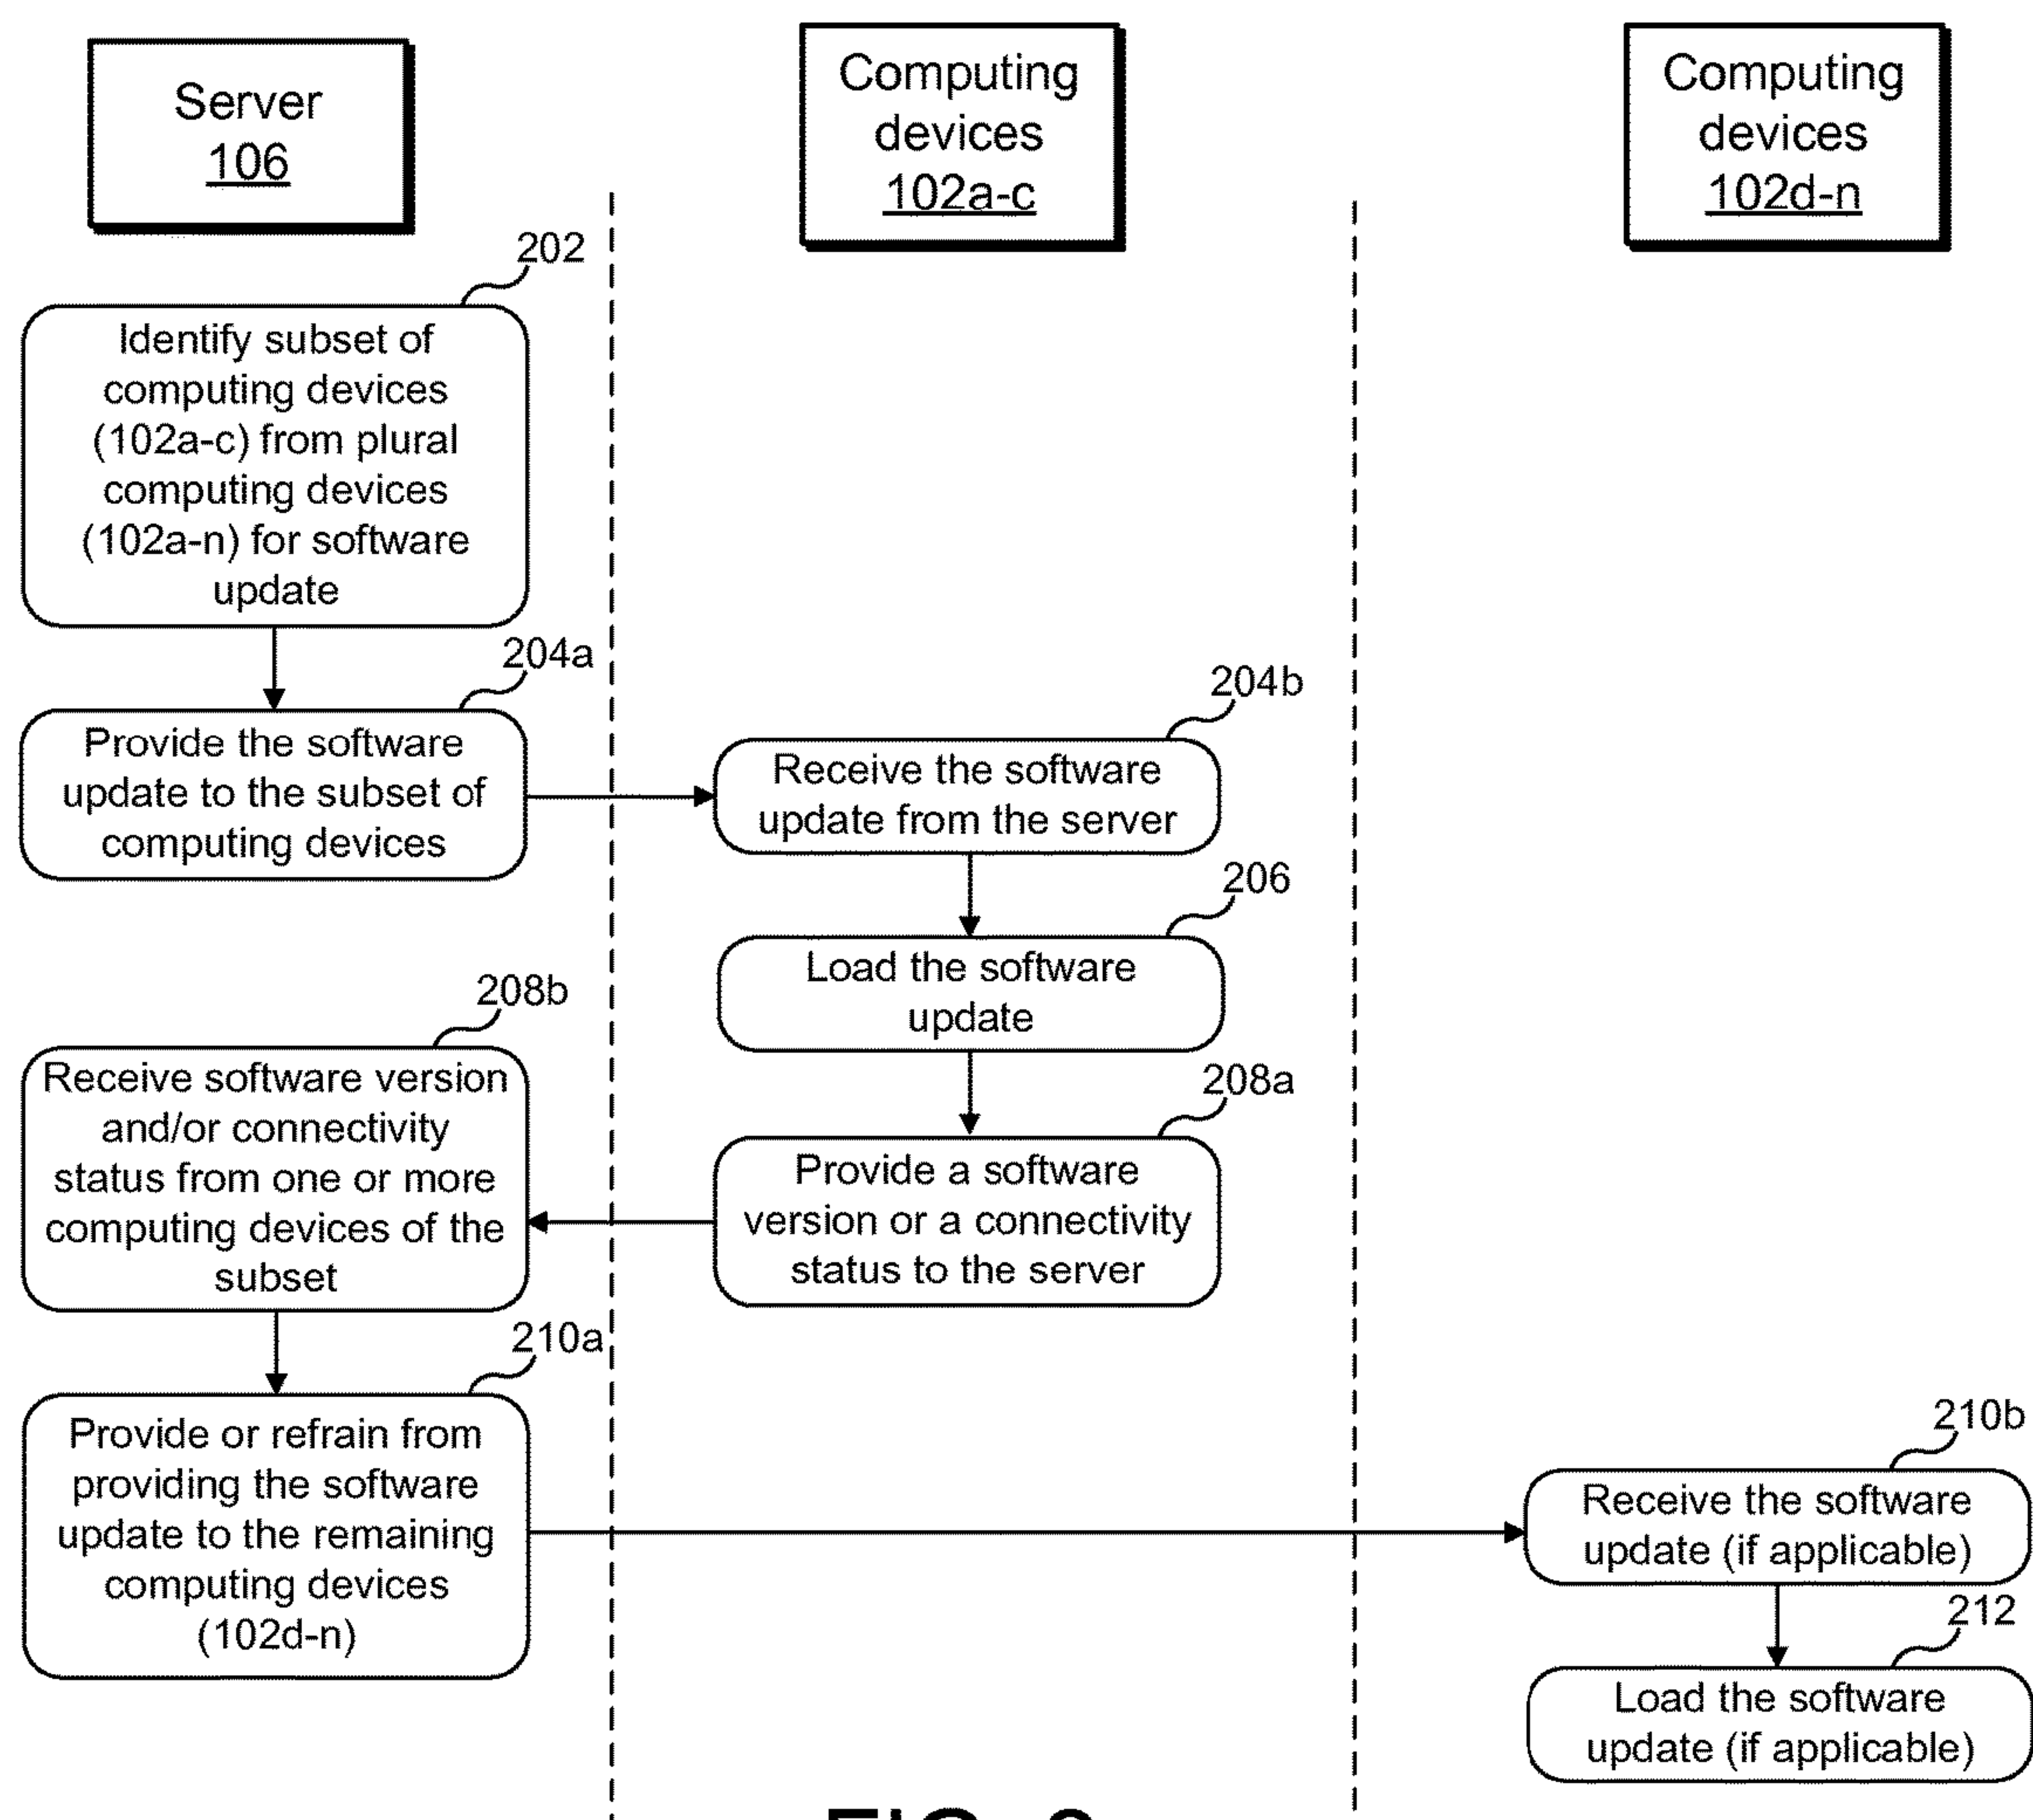 Server
106
Computing
devices
102a-c
Computing
devices
102d-n
202
Identify subset of
computing devices
(102a-c) from plural
computing devices
(102a-n) for software
update
204a
Provide the software
update to the subset of
computing devices
204b
Receive the software
update from the server
206
Load the software
update
208a
Provide a software
version or a connectivity
status to the server
208b
Receive software version
and/or connectivity
status from one or more
computing devices of the
subset
210a
Provide or refrain from
providing the software
update to the remaining
computing devices
(102d-n)
210b
Receive the software
update (if applicable)
212
Load the software
update (if applicable)
FIG.